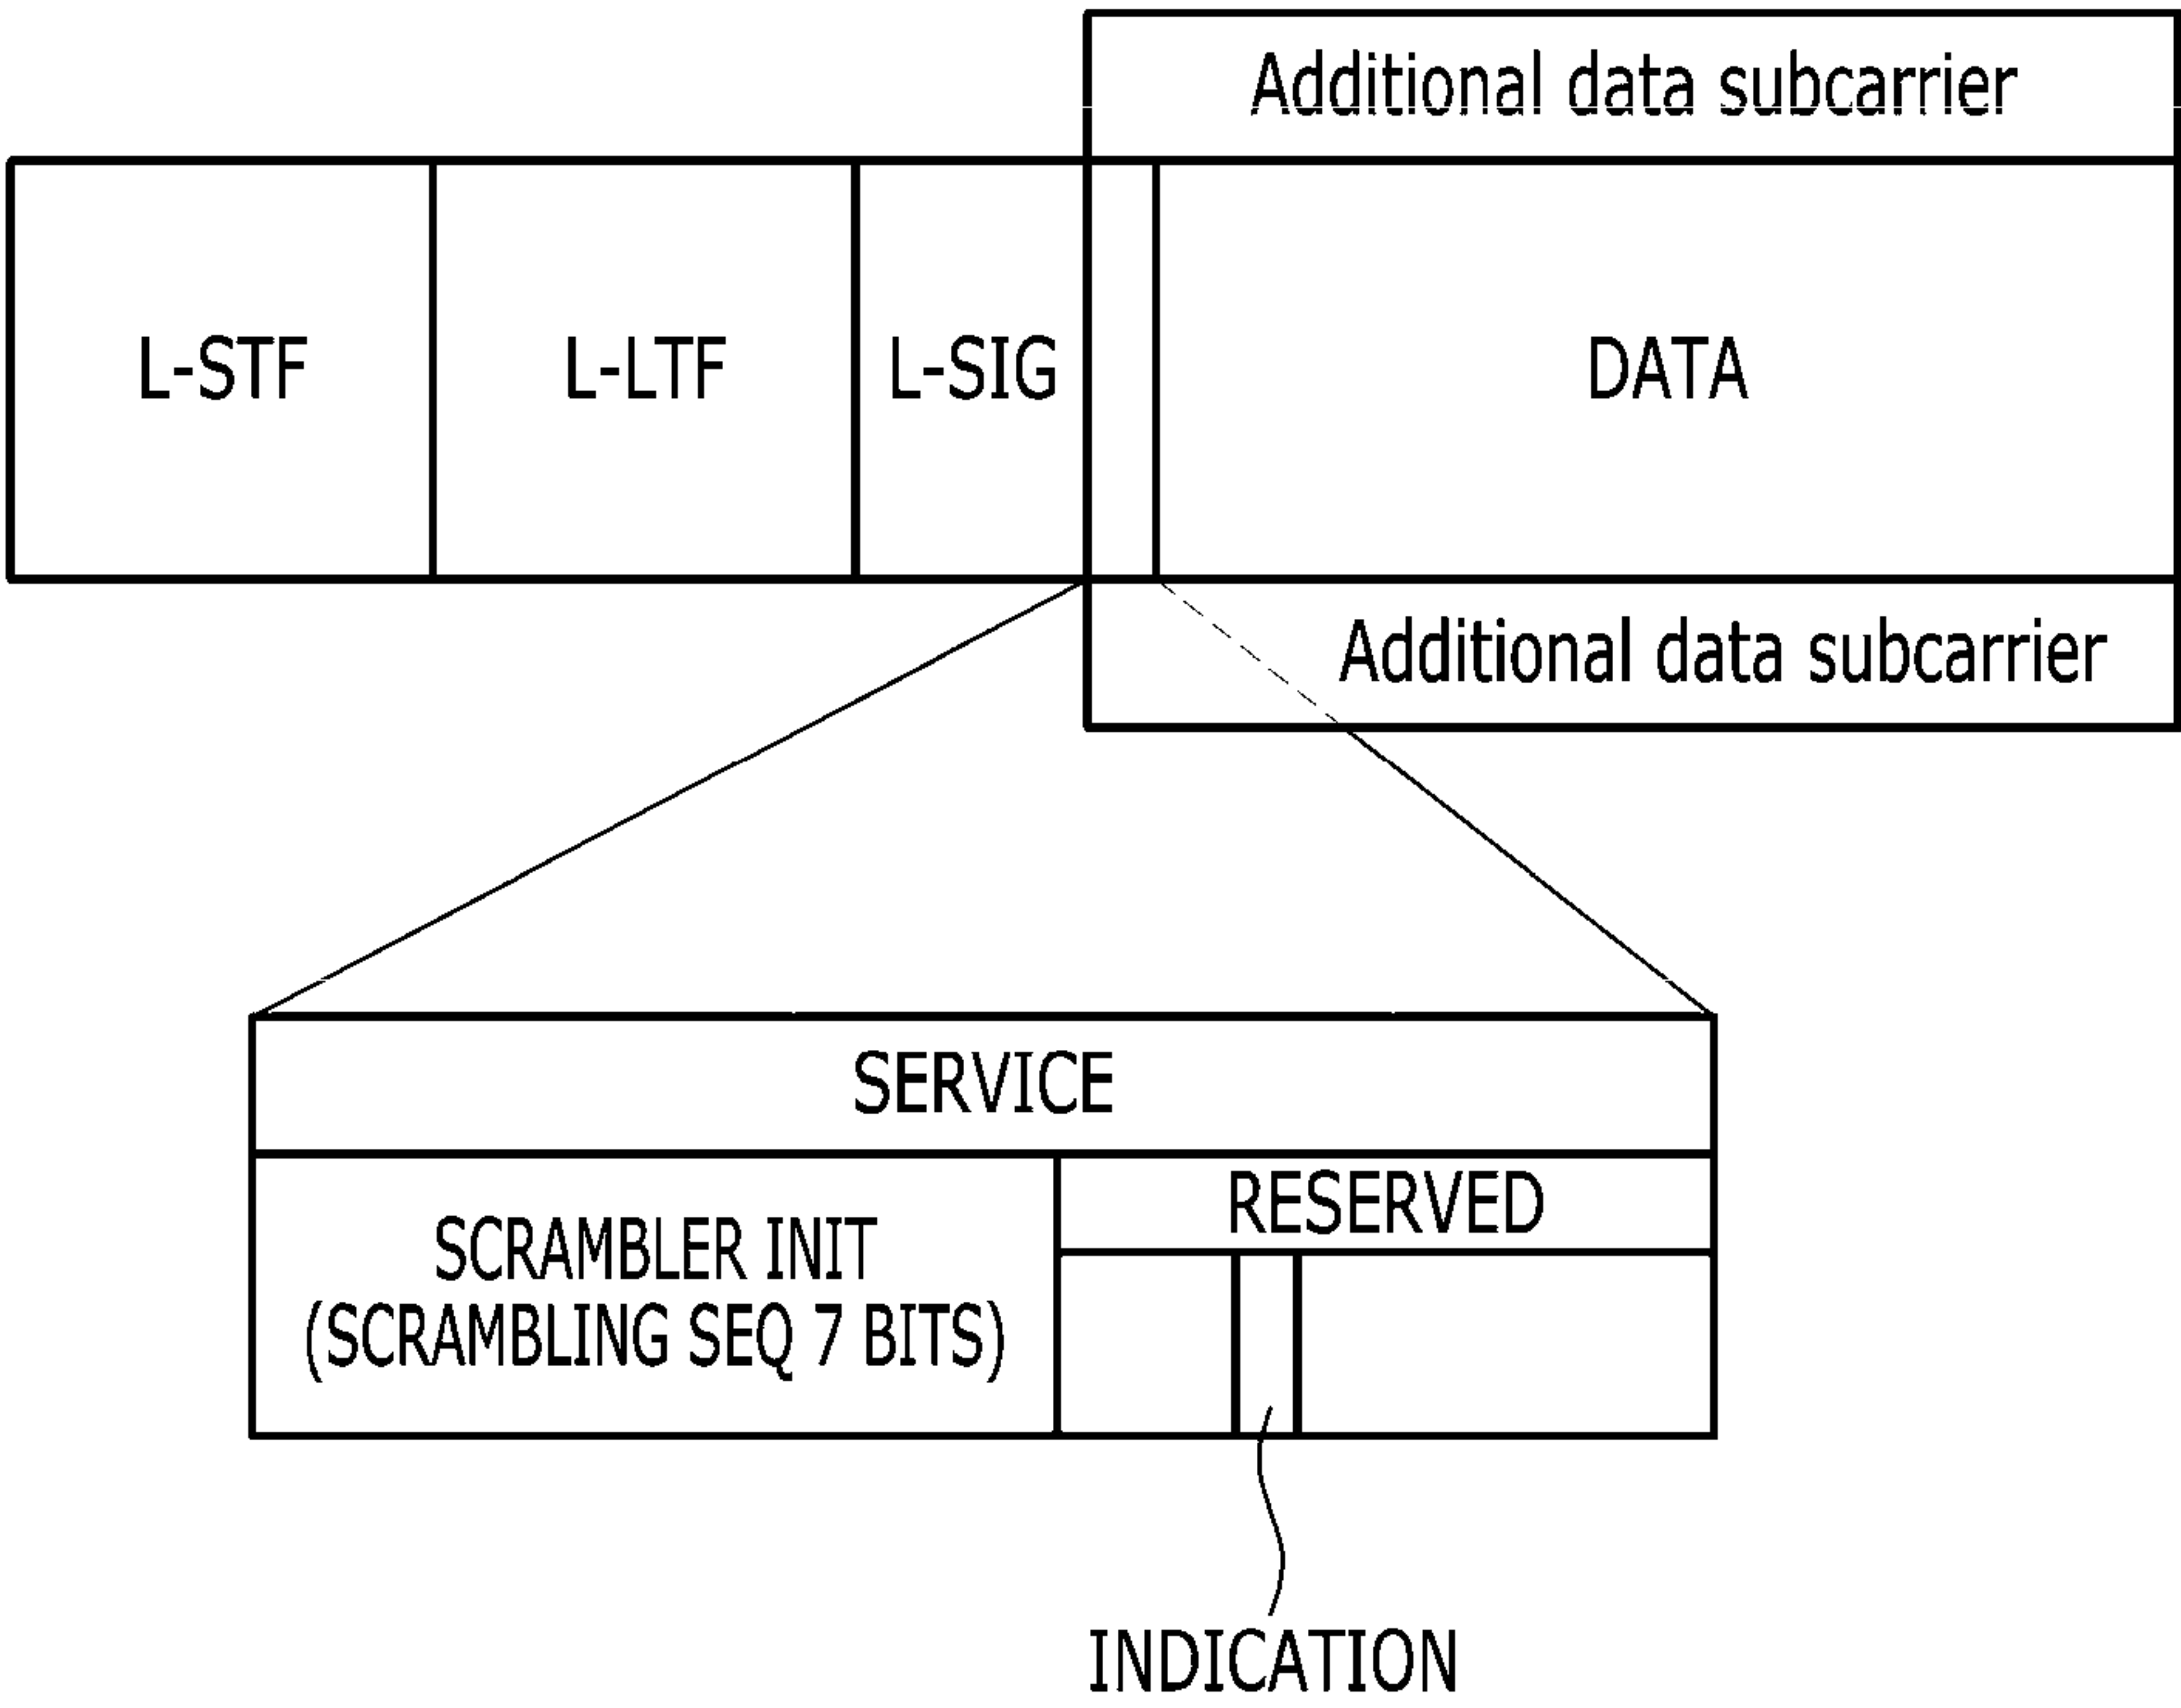 Additional data subcarrier
L-STF
L-LTF
L-SIG
DATA
Additional data subcarrier
SERVICE
RESERVED
SCRAMBLER INIT
(SCRAMBLING SEQ 7 BITS)
INDICATION